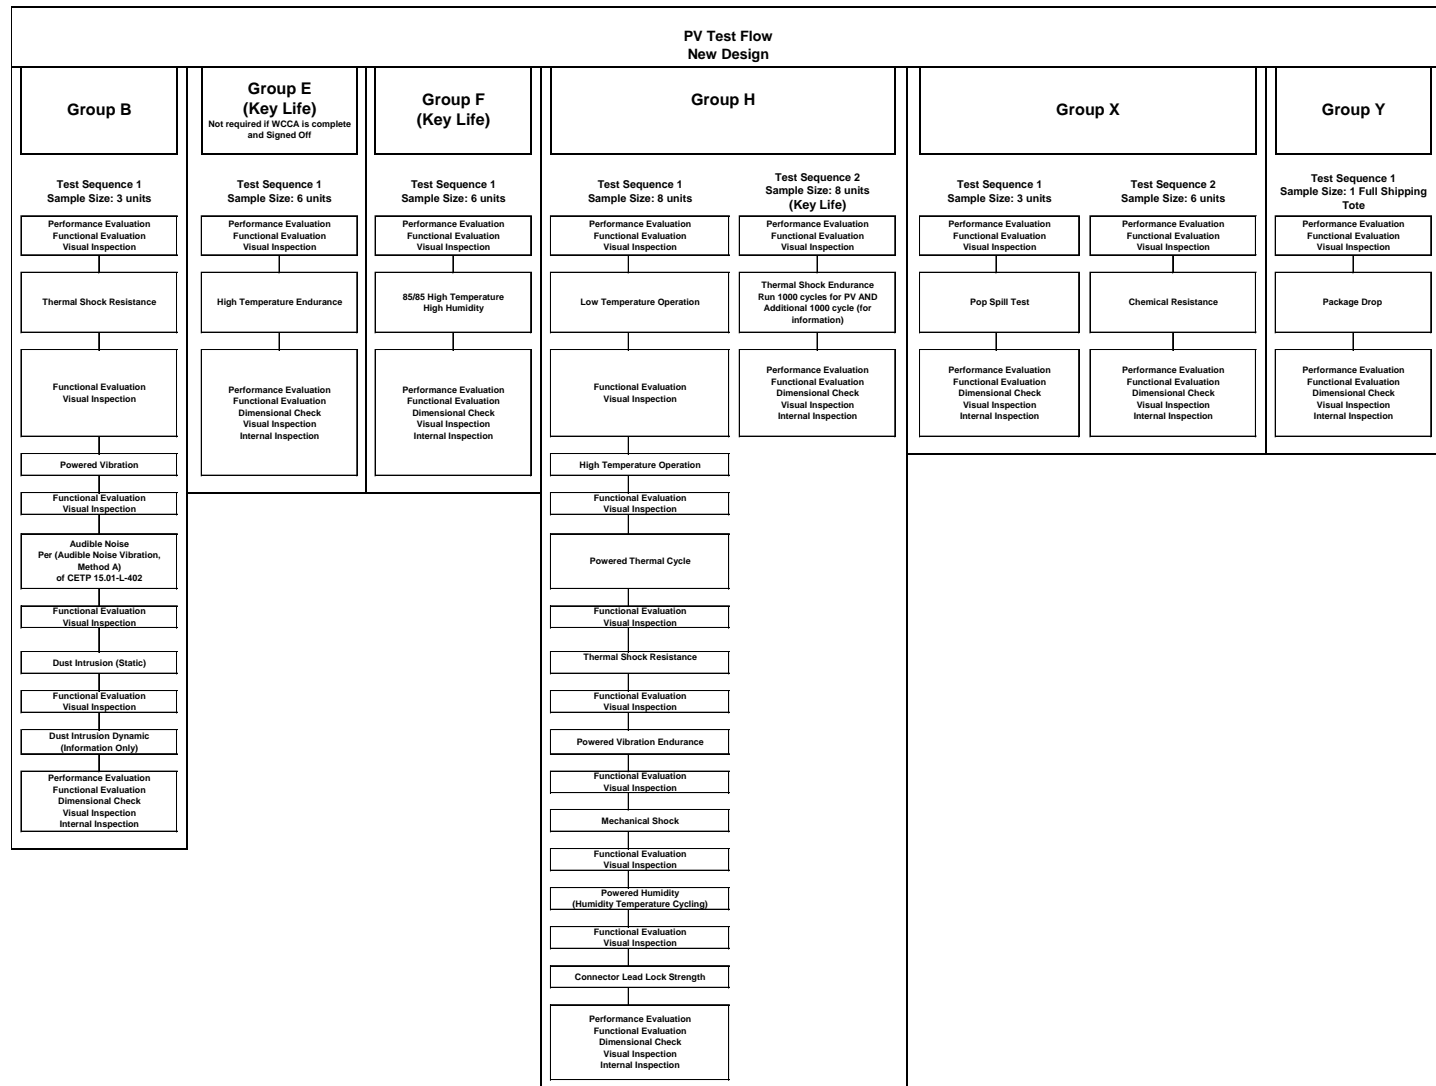 PV Test Flow
New Design
Group B
Test Sequence 1
Sample Size: 3 units
Performance Evaluation
Functional Evaluation
Visual Inspection
Thermal Shock Resistance
Functional Evaluation
Visual Inspection
Powered Vibration
Functional Evaluation
Visual Inspection
Audible Noise
Per (Audible Noise Vibration,
Method A)
of CETP 15.01-L-402
Functional Evaluation
Visual Inspection
Dust Intrusion (Static)
Functional Evaluation
Visual Inspection
Dust Intrusion Dynamic
(Information Only)
Performance Evaluation
Functional Evaluation
Dimensional Check
Visual Inspection
Internal Inspection
Group E
(Key Life)
Not required if WCCA is complete
and Signed Off
Test Sequence 1
Sample Size: 6 units
Performance Evaluation
Functional Evaluation
Visual Inspection
High Temperature Endurance
Performance Evaluation
Functional Evaluation
Dimensional Check
Visual Inspection
Internal Inspection
Group F
(Key Life)
Test Sequence 1
Sample Size: 6 units
Performance Evaluation
Functional Evaluation
Visual Inspection
85/85 High Temperature
High Humidity
Performance Evaluation
Functional Evaluation
Dimensional Check
Visual Inspection
Internal Inspection
Group H
Test Sequence 1
Sample Size: 8 units
Performance Evaluation
Functional Evaluation
Visual Inspection
Low Temperature Operation
Functional Evaluation
Visual Inspection
High Temperature Operation
Functional Evaluation
Visual Inspection
Powered Thermal Cycle
Functional Evaluation
Visual Inspection
Thermal Shock Resistance
Functional Evaluation
Visual Inspection
Powered Vibration Endurance
Functional Evaluation
Visual Inspection
Mechanical Shock
Functional Evaluation
Visual Inspection
Powered Humidity
(Humidity Temperature Cycling)
Functional Evaluation
Visual Inspection
Connector Lead Lock Strength
Performance Evaluation
Functional Evaluation
Dimensional Check
Visual Inspection
Internal Inspection
Test Sequence 2
Sample Size: 8 units
(Key Life)
Performance Evaluation
Functional Evaluation
Visual Inspection
Thermal Shock Endurance
Run 1000 cycles for PV AND
Additional 1000 cycle (for
information)
Performance Evaluation
Functional Evaluation
Dimensional Check
Visual Inspection
Internal Inspection
Group X
Test Sequence 1
Sample Size: 3 units
Performance Evaluation
Functional Evaluation
Visual Inspection
Pop Spill Test
Performance Evaluation
Functional Evaluation
Dimensional Check
Visual Inspection
Internal Inspection
Test Sequence 2
Sample Size: 6 units
Performance Evaluation
Functional Evaluation
Visual Inspection
Chemical Resistance
Performance Evaluation
Functional Evaluation
Dimensional Check
Visual Inspection
Internal Inspection
Group Y
Test Sequence 1
Sample Size: 1 Full Shipping
Tote
Performance Evaluation
Functional Evaluation
Visual Inspection
Package Drop
Performance Evaluation
Functional Evaluation
Dimensional Check
Visual Inspection
Internal Inspection